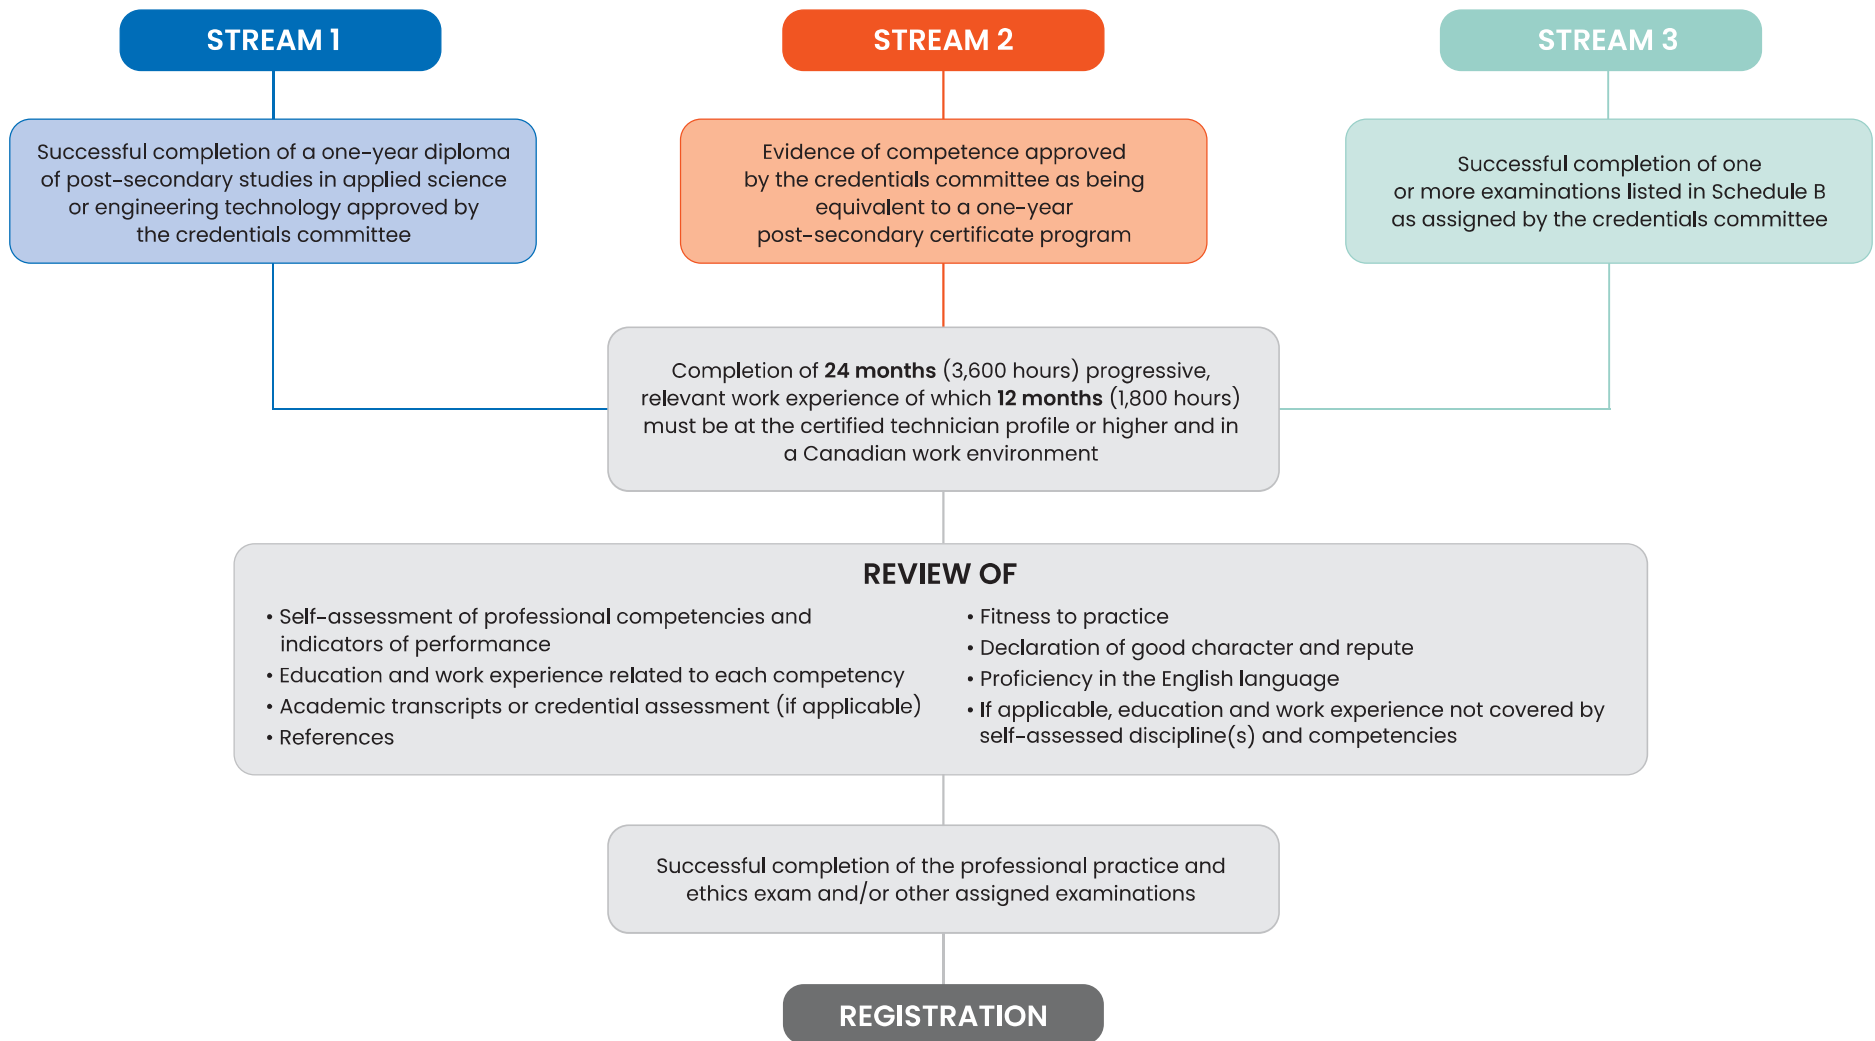 STREAM 1
STREAM 2
STREAM 3
Successful completion of a one-year diploma
of post-secondary studies in applied science
or engineering technology approved by
the credentials committee
Evidence of competence approved
by the credentials committee as being
equivalent to a one-year
post-secondary certificate program
Successful completion of one
or more examinations listed in Schedule B
as assigned by the credentials committee
Completion of 24 months (3,600 hours) progressive,
relevant work experience of which 12 months (1,800 hours)
must be at the certified technician profile or higher and in
a Canadian work environment
REVIEW OF
• Self-assessment of professional competencies and
indicators of performance
• Education and work experience related to each competency
• Academic transcripts or credential assessment (if applicable)
• References
• Fitness to practice
• Declaration of good character and repute
• Proficiency in the English language
• If applicable, education and work experience not covered by
self-assessed discipline(s) and competencies
Successful completion of the professional practice and
ethics exam and/or other assigned examinations
REGISTRATION